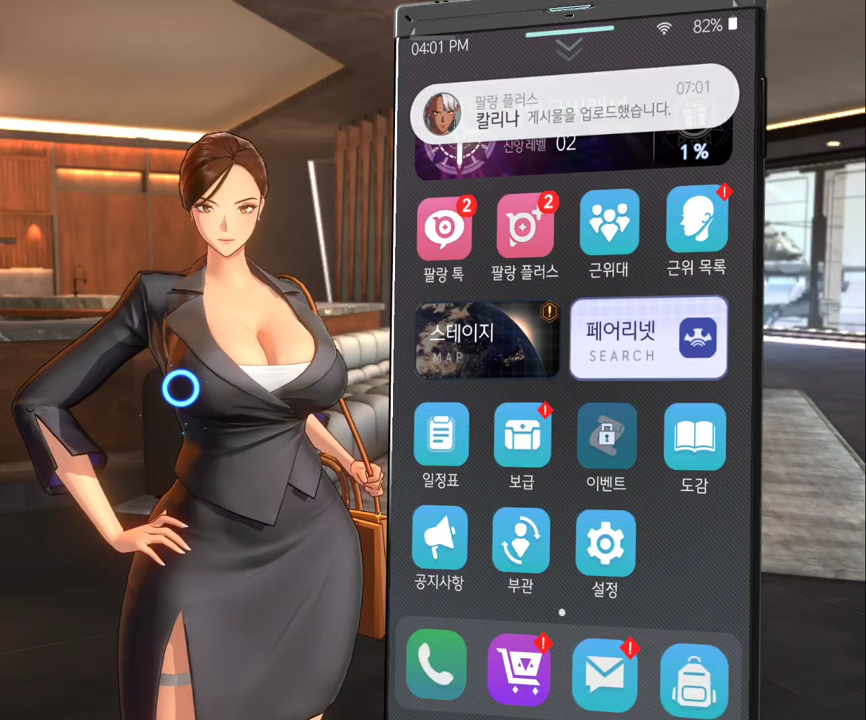 04:01 PM
82%
팔랑 플러스
07:01
칼리나 게시물을 업로드했습니다.
신앙 레벨 02
1 %
2
2
!
팔랑 톡
팔랑 플러스
근위대
근위 목록
!
스테이지
MAP
페어리넷
SEARCH
!
일정표
보급
이벤트
도감
공지사항
부관
설정
!
!